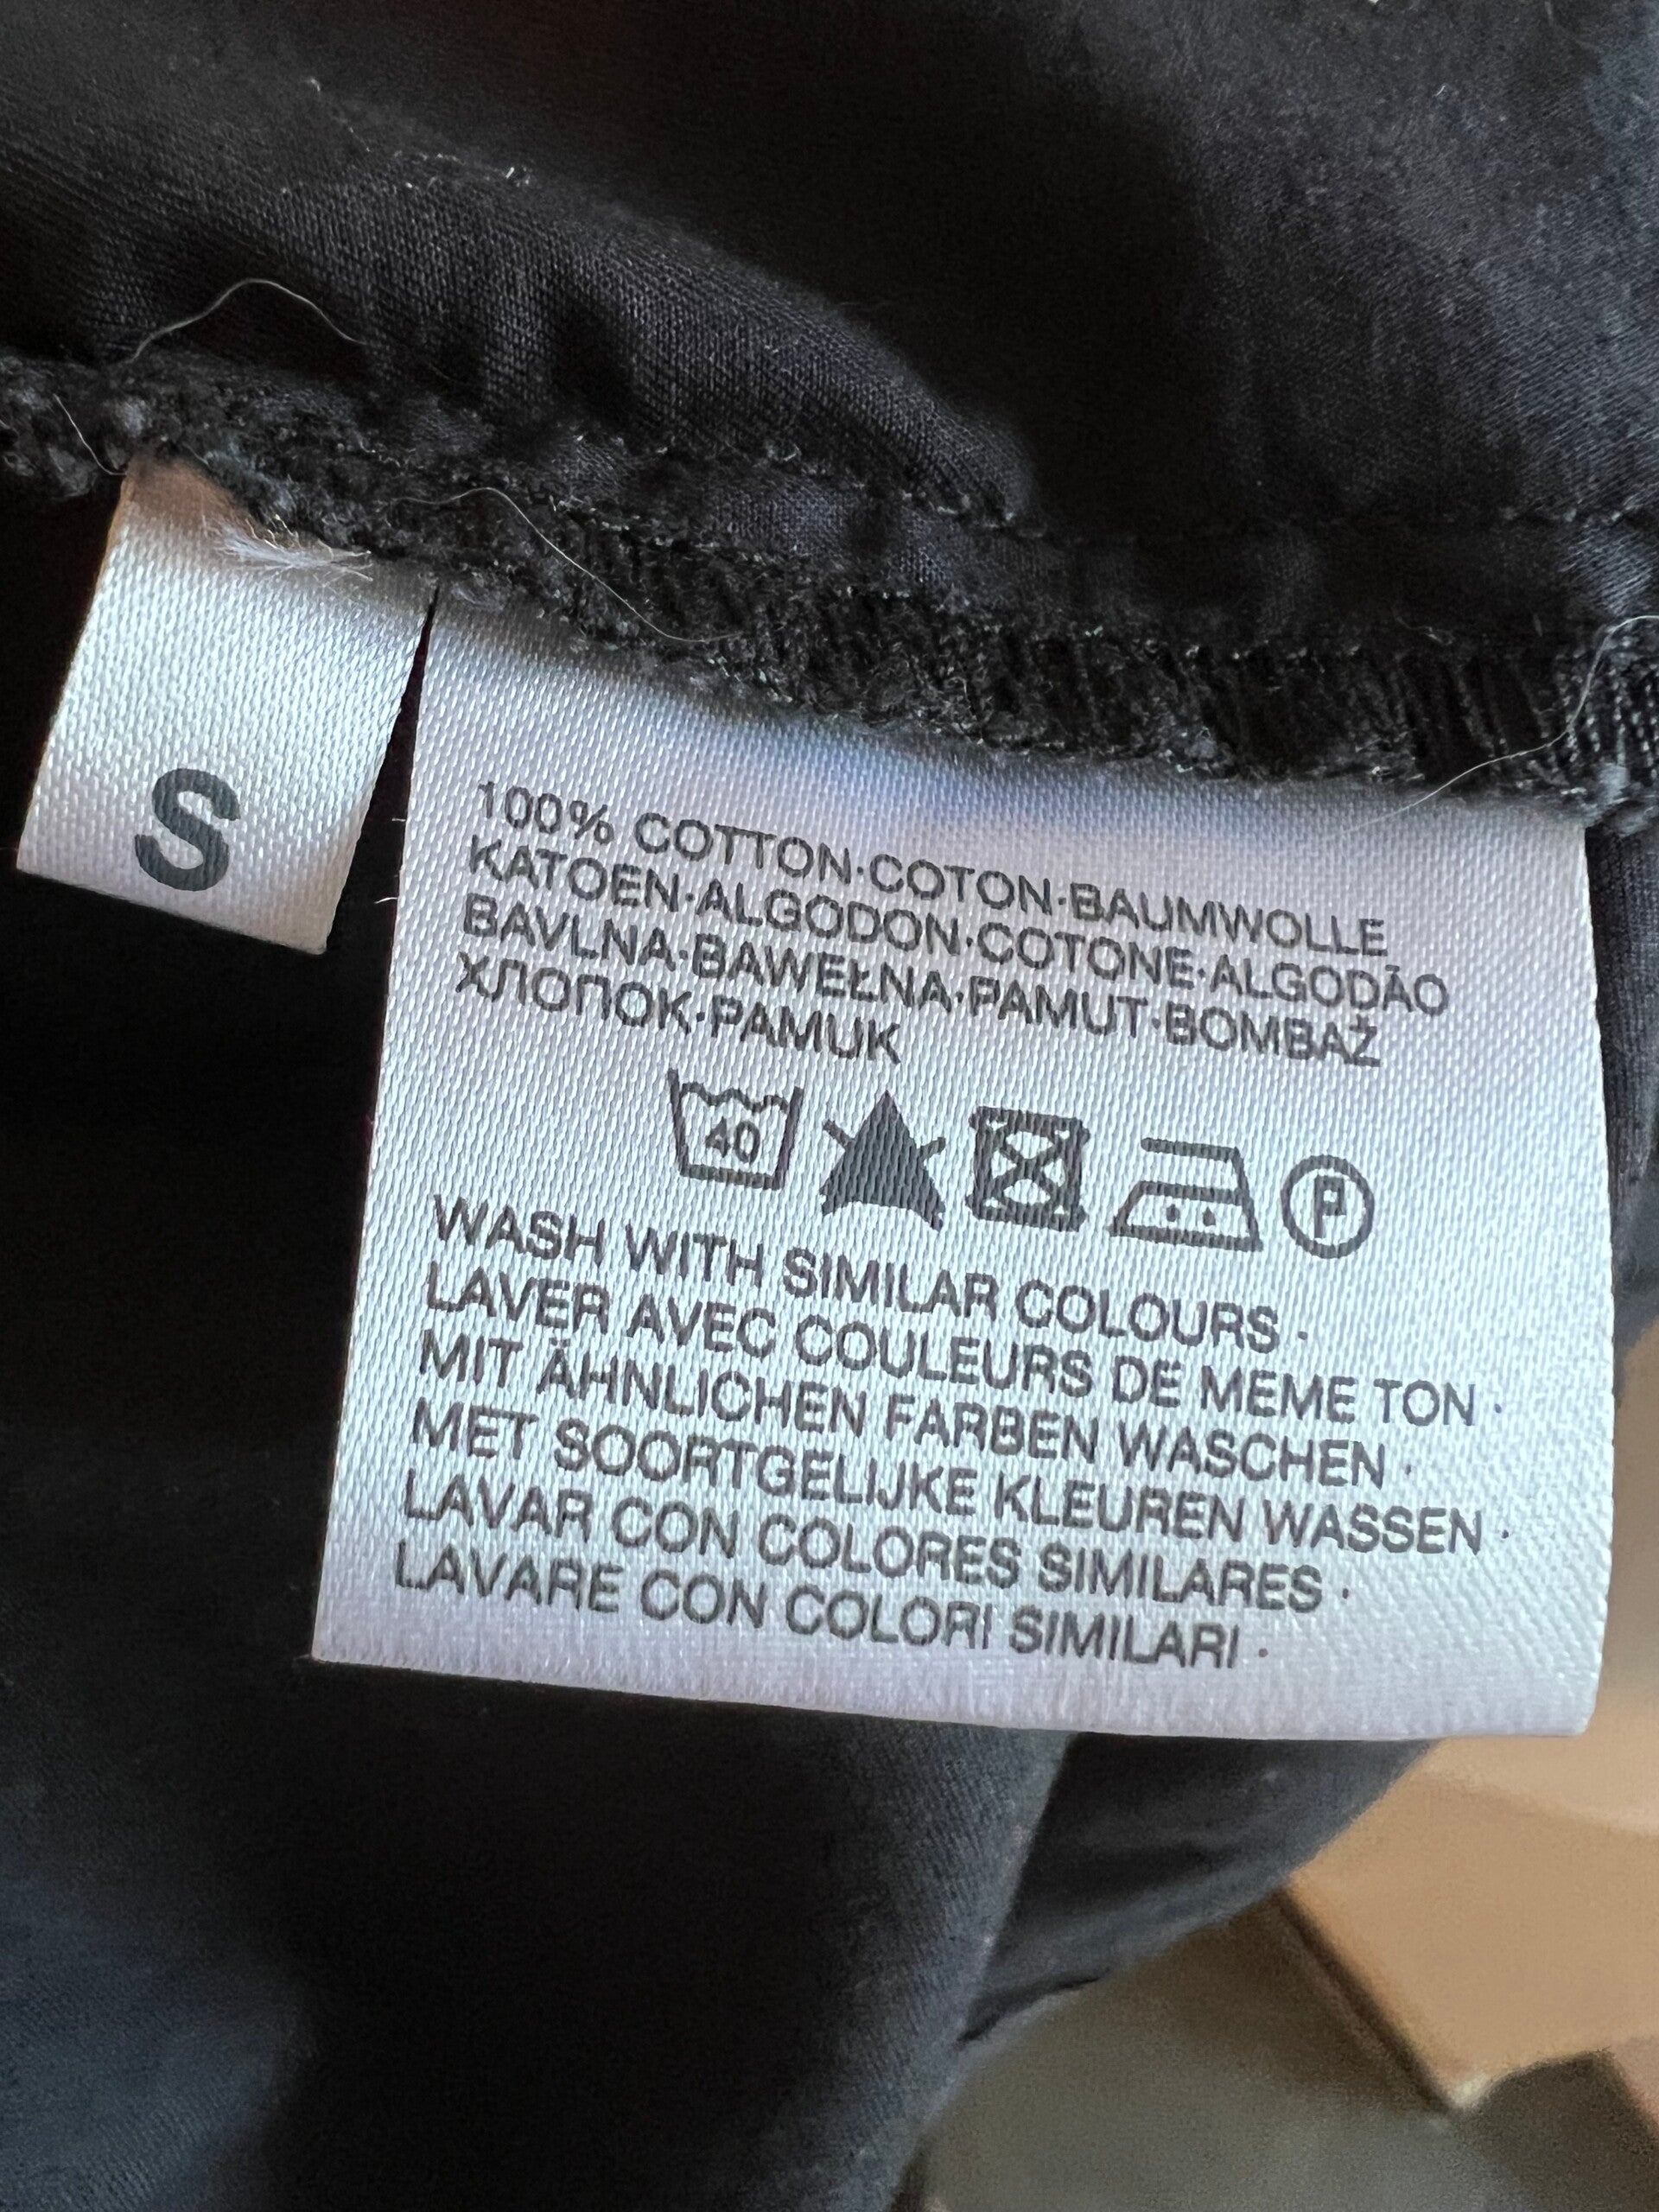 S
100% COTTON·COTON·BAUMWOLLE
KATOEN·ALGODON·COTONE·ALGODÃO
BAVLNA·BAWEŁNA·PAMUT·BOMBAŽ
ХЛОПОК·PAMUK
40 P
WASH WITH SIMILAR COLOURS ·
LAVER AVEC COULEURS DE MEME TON ·
MIT ÄHNLICHEN FARBEN WASCHEN ·
MET SOORTGELIJKE KLEUREN WASSEN ·
LAVAR CON COLORES SIMILARES ·
LAVARE CON COLORI SIMILARI ·